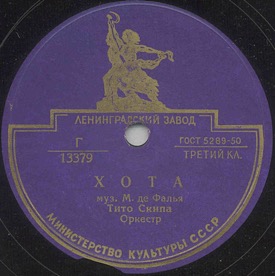 ЛЕНИНГРАДСКИЙ ЗАВОД
Г
13379
ГОСТ 5289-50
ТРЕТИЙ КЛ.
ХОТА
муз. М. де Фалья
Тито Скипа
Оркестр
МИНИСТЕРСТВО КУЛЬТУРЫ СССР